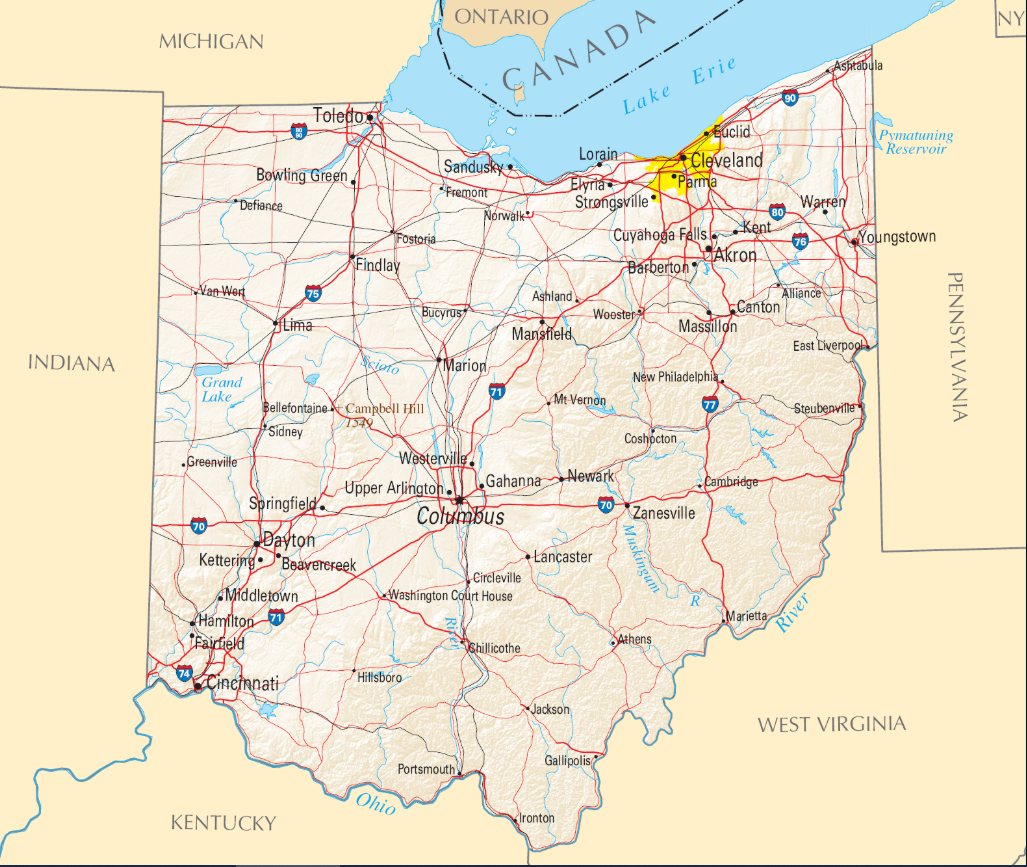 ONTARIO
NY
MICHIGAN
CANADA
Lake Erie
Ashtabula
90
Toledo
80
90
Euclid
Pymatuning
Reservoir
Lorain
Cleveland
Sandusky
Bowling Green
Elyria
Parma
Fremont
Strongsville
Defiance
Norwalk
80
Warren
Cuyahoga Falls
Kent
Fostoria
76
Youngstown
Akron
Findlay
Barberton
Van Wert
75
Ashland
Alliance
Canton
Bucyrus
Wooster
Lima
Massillon
Mansfield
PENNSYLVANIA
East Liverpool
INDIANA
Scioto
Marion
New Philadelphia
Grand
Lake
71
Mt Vernon
77
Bellefontaine
Campbell Hill
1549
Steubenville
Sidney
Coshocton
Greenville
Westerville
Newark
Gahanna
Cambridge
Upper Arlington
Springfield
70
Zanesville
Columbus
70
Dayton
Kettering
Beavercreek
Lancaster
Muskingum
R
Circleville
Middletown
Washington Court House
River
71
Marietta
Hamilton
River
Fairfield
Athens
Chillicothe
74
Cincinnati
Hillsboro
Jackson
WEST VIRGINIA
Gallipolis
Portsmouth
Ohio
KENTUCKY
Ironton